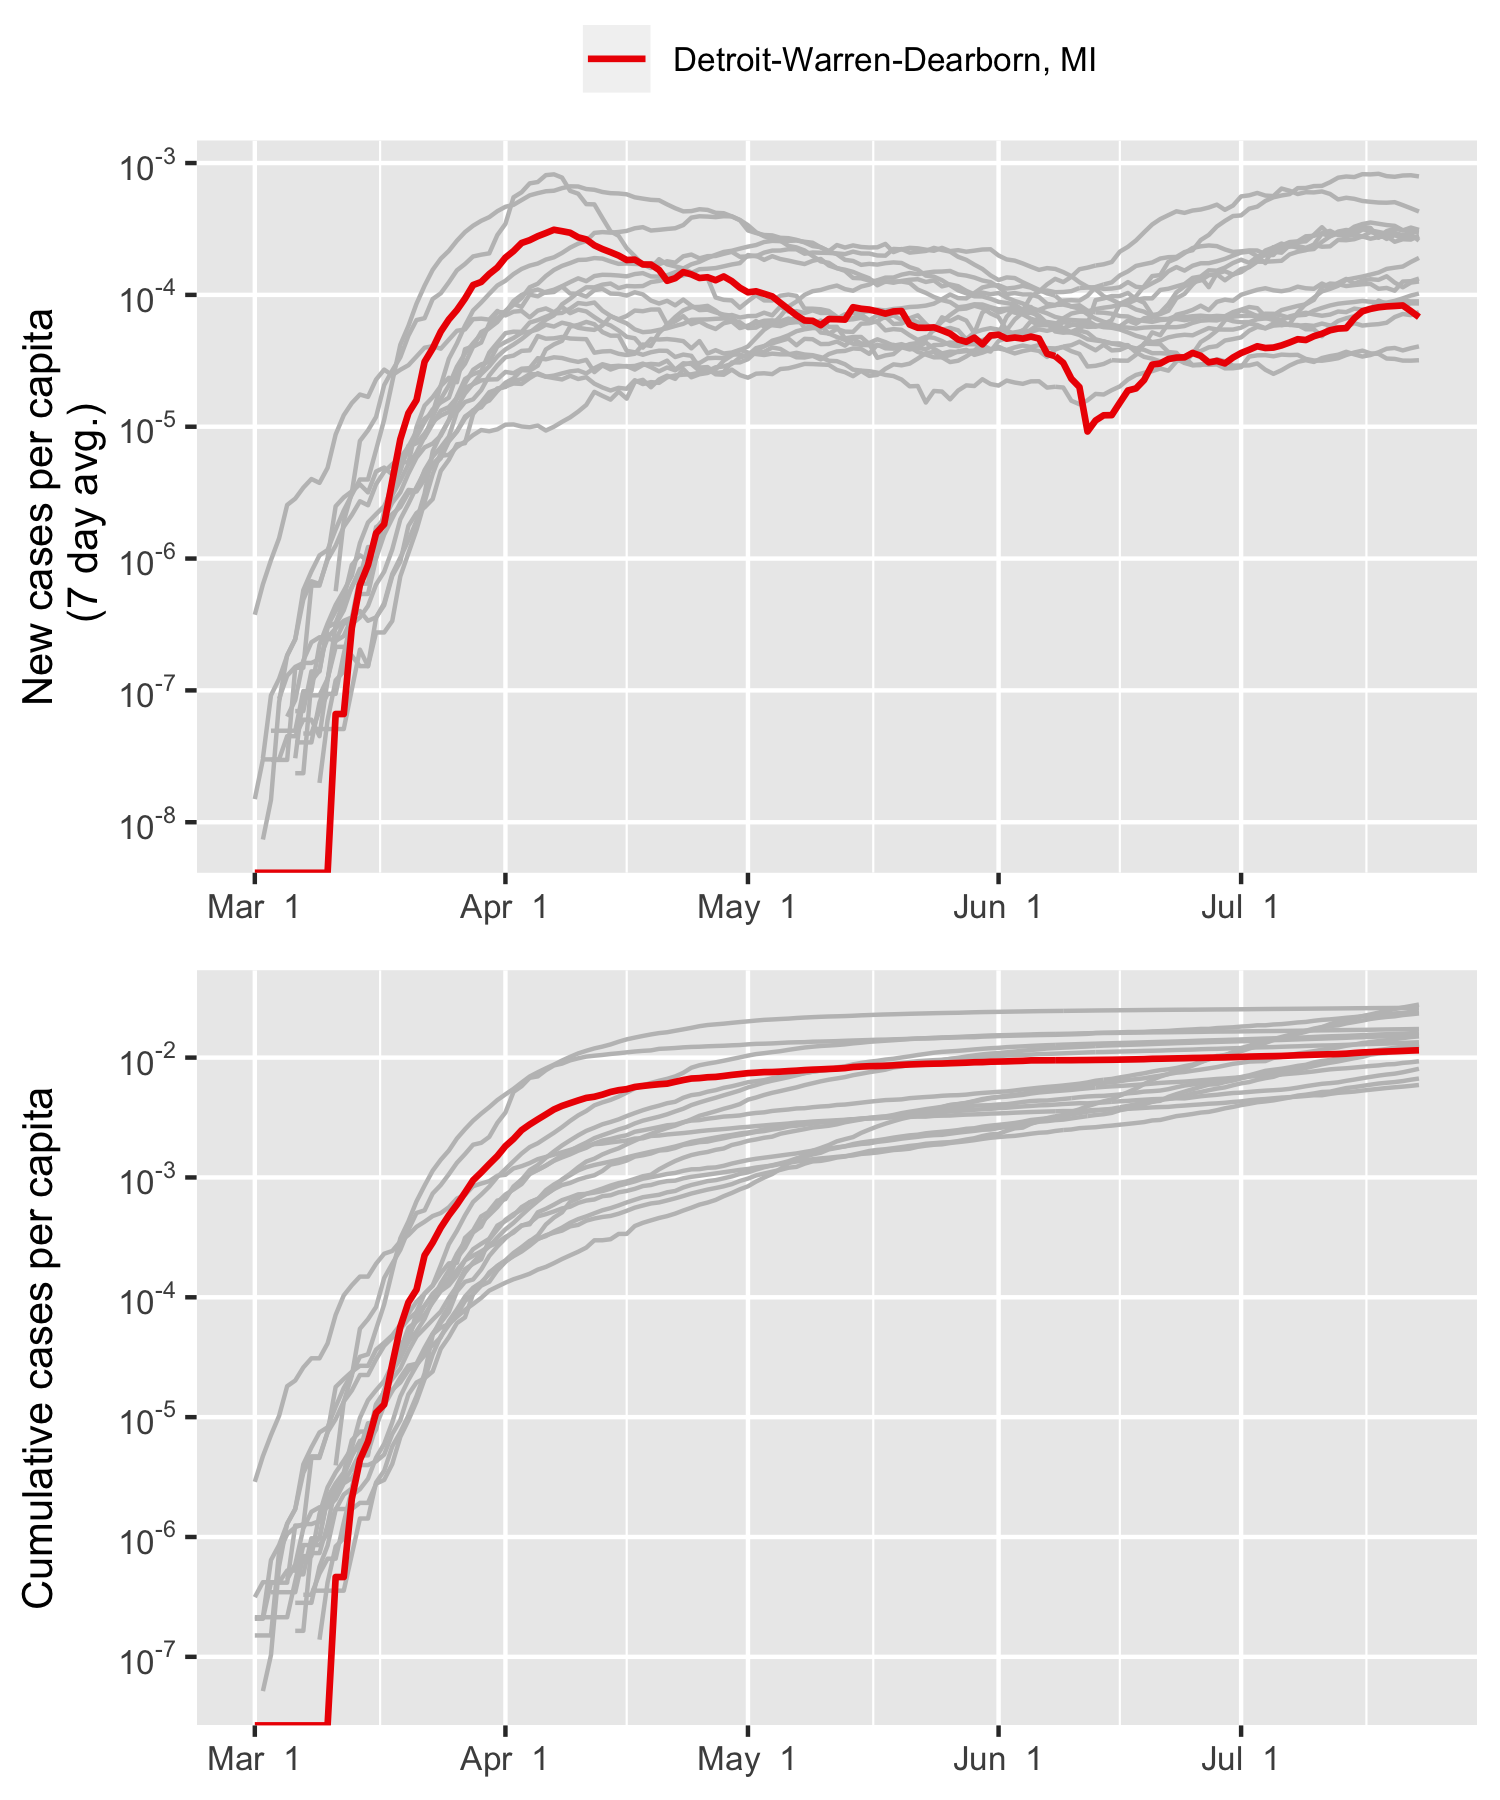 Detroit-Warren-Dearborn, MI
New cases per capita
(7 day avg.)
10-3
10-4
10-5
10-6
10-7
10-8
Mar 1 Apr 1 May 1 Jun 1 Jul 1
Cumulative cases per capita
10-2
10-3
10-4
10-5
10-6
10-7
Mar 1 Apr 1 May 1 Jun 1 Jul 1